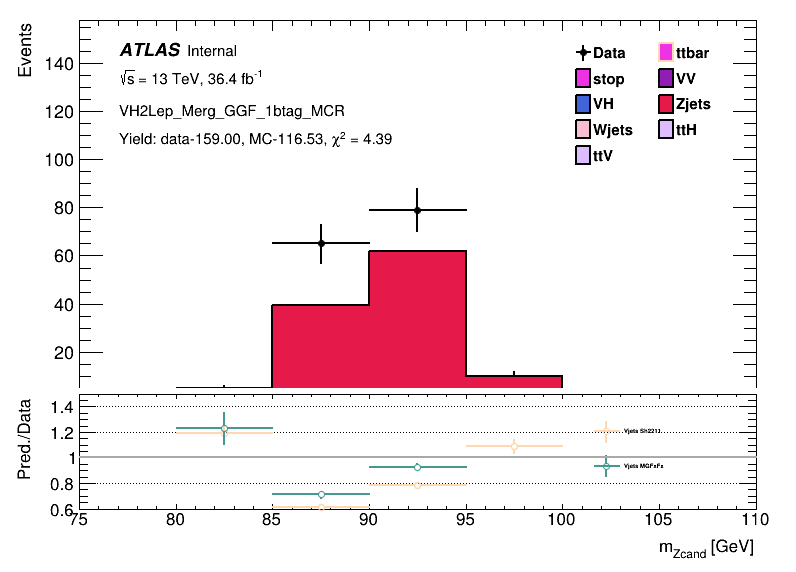 Events
ATLAS Internal
√s = 13 TeV, 36.4 fb⁻¹
VH2Lep_Merg_GGF_1btag_MCR
Yield: data-159.00, MC-116.53, χ² = 4.39
Data
ttbar
stop
VV
VH
Zjets
Wjets
ttH
ttV
140
120
100
80
60
40
20
Pred./Data
1.4
1.2
1
0.8
0.6
Vjets Sh2211
Vjets MGFxFx
75 80 85 90 95 100 105 110
m_Zcand [GeV]